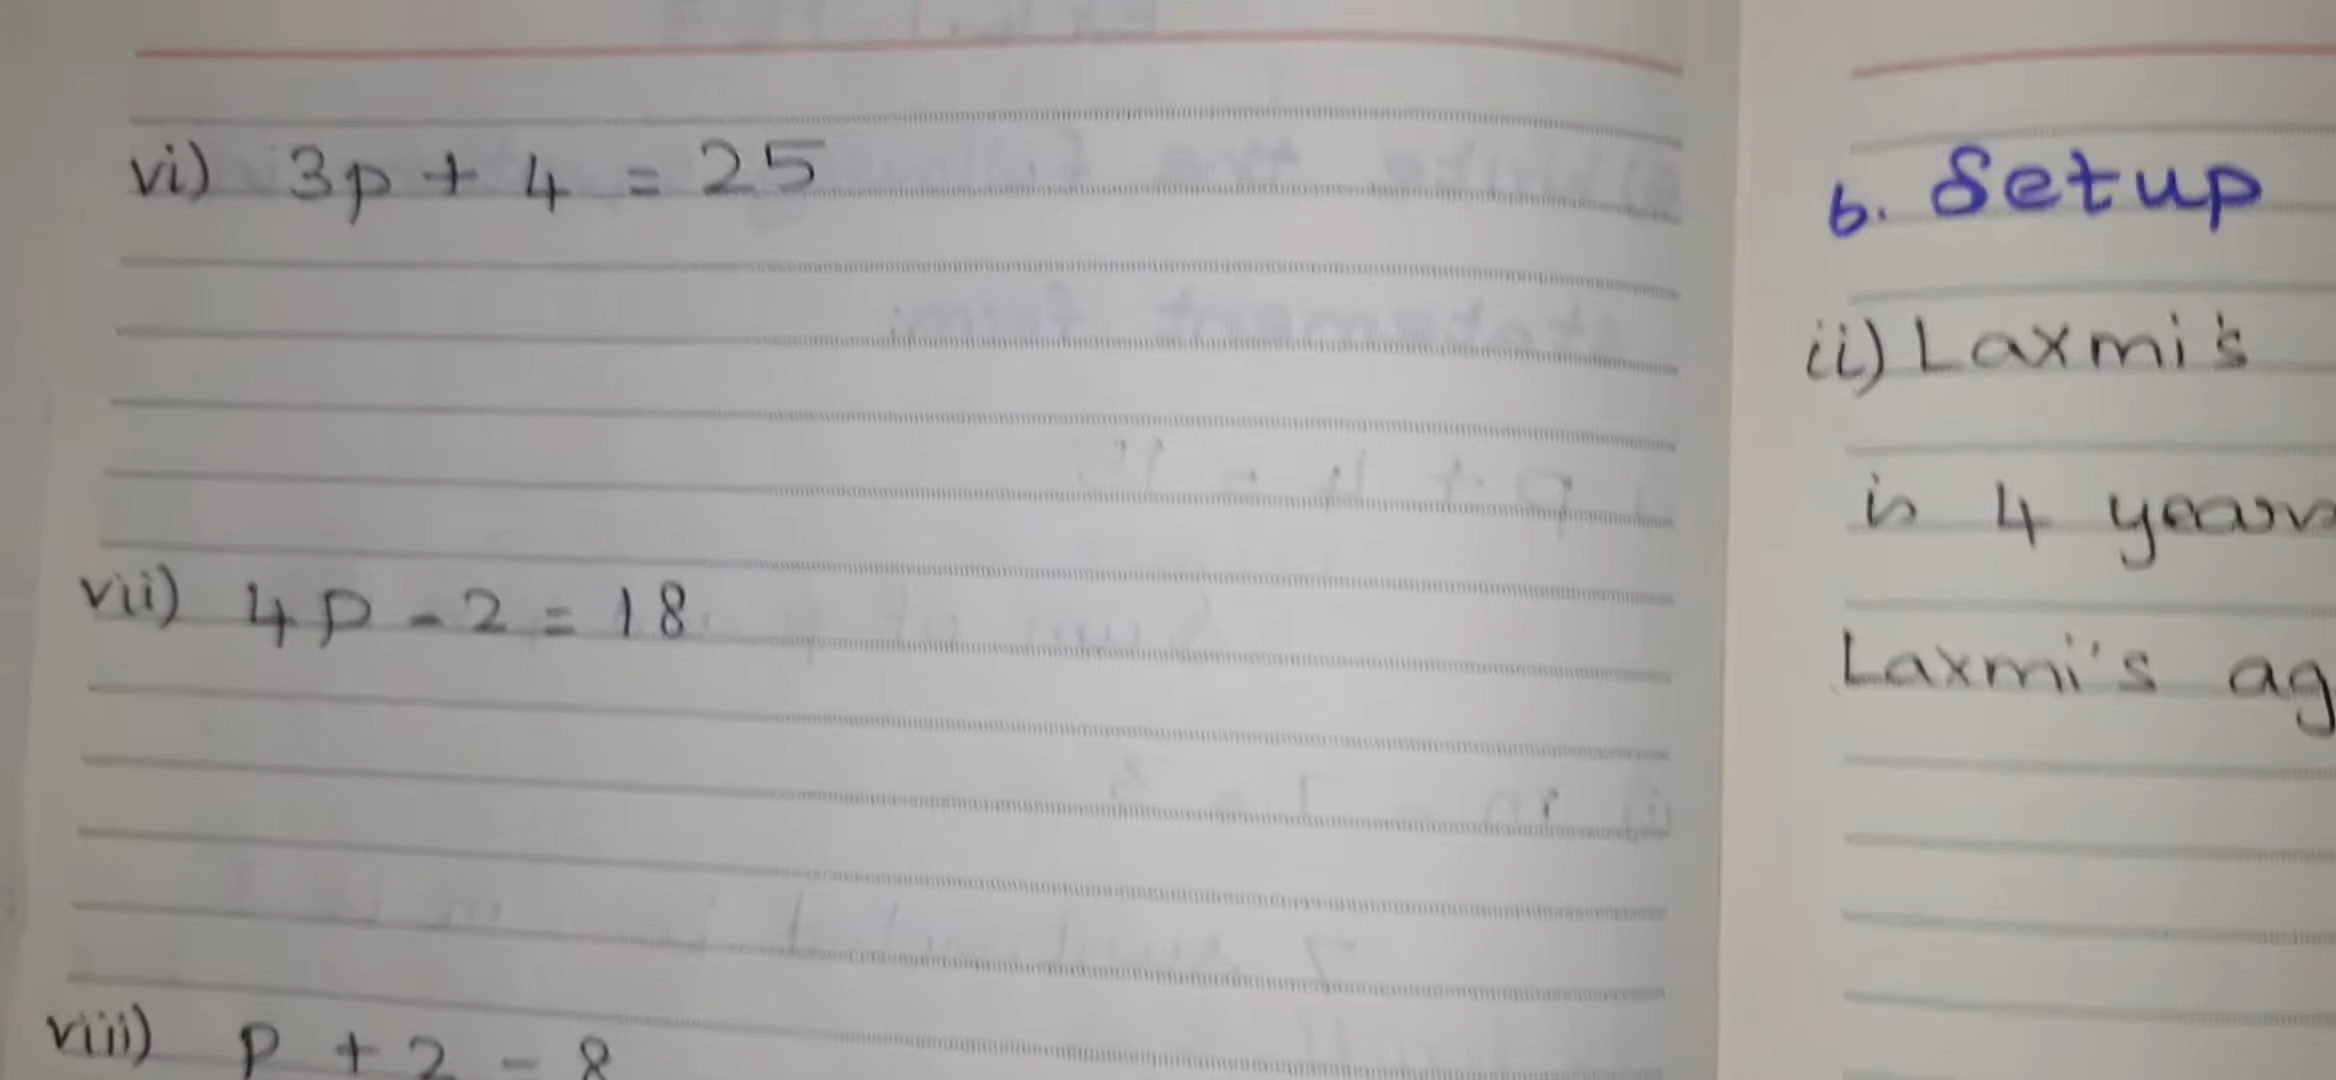 vi) 3p + 4 = 25
vii) 4p - 2 = 18
viii) p + 2 = 8
6. Setup
ii) Laxmi's
is 4 years
Laxmi's ag